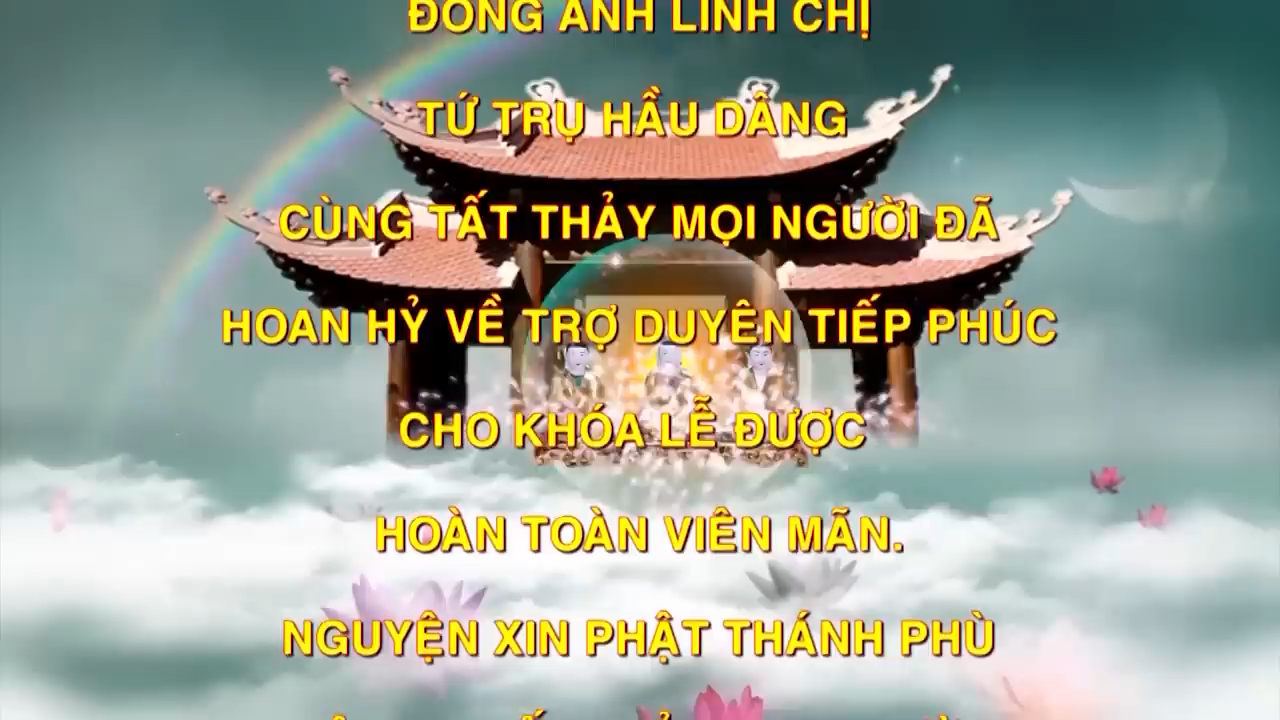 ĐỒNG ANH LINH CHỊ
TỨ TRỤ HẦU DÂNG
CÙNG TẤT THẢY MỌI NGƯỜI ĐÃ
HOAN HỶ VỀ TRỢ DUYÊN TIẾP PHÚC
CHO KHÓA LỄ ĐƯỢC
HOÀN TOÀN VIÊN MÃN.
NGUYỆN XIN PHẬT THÁNH PHÙ